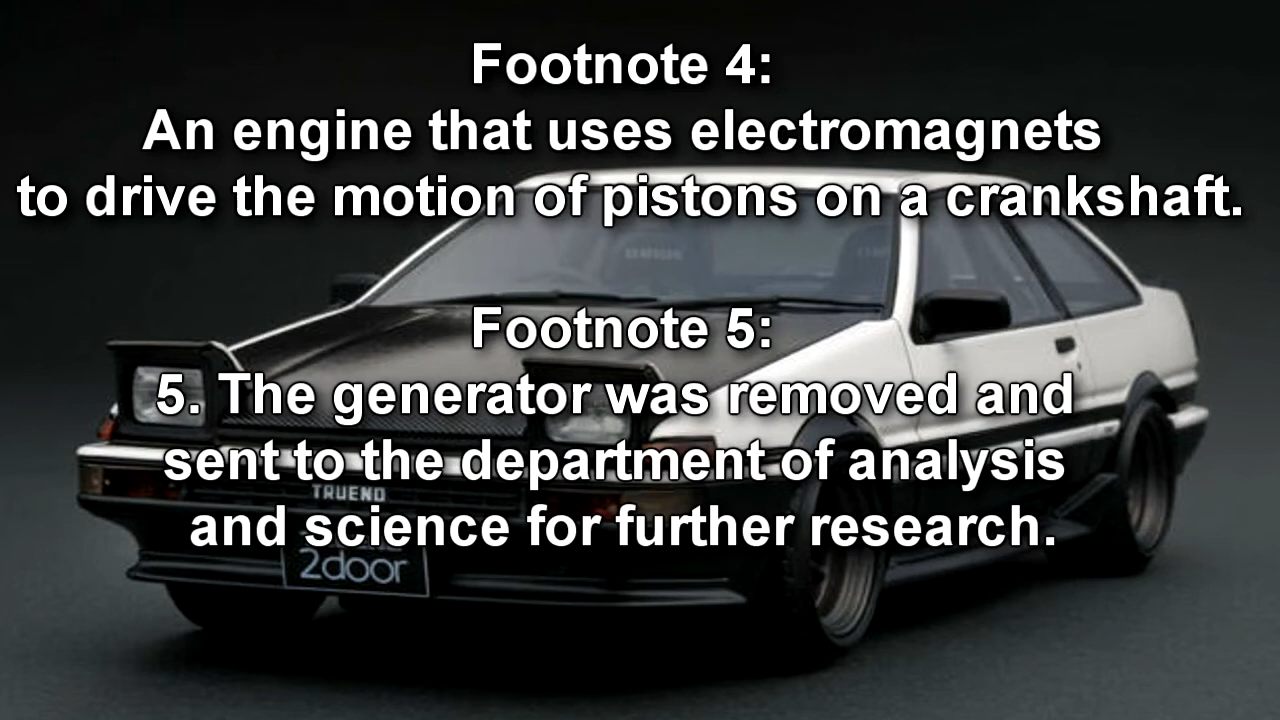 Footnote 4:
An engine that uses electromagnets
to drive the motion of pistons on a crankshaft.
Footnote 5:
5. The generator was removed and
sent to the department of analysis
TRUENO
and science for further research.
2door